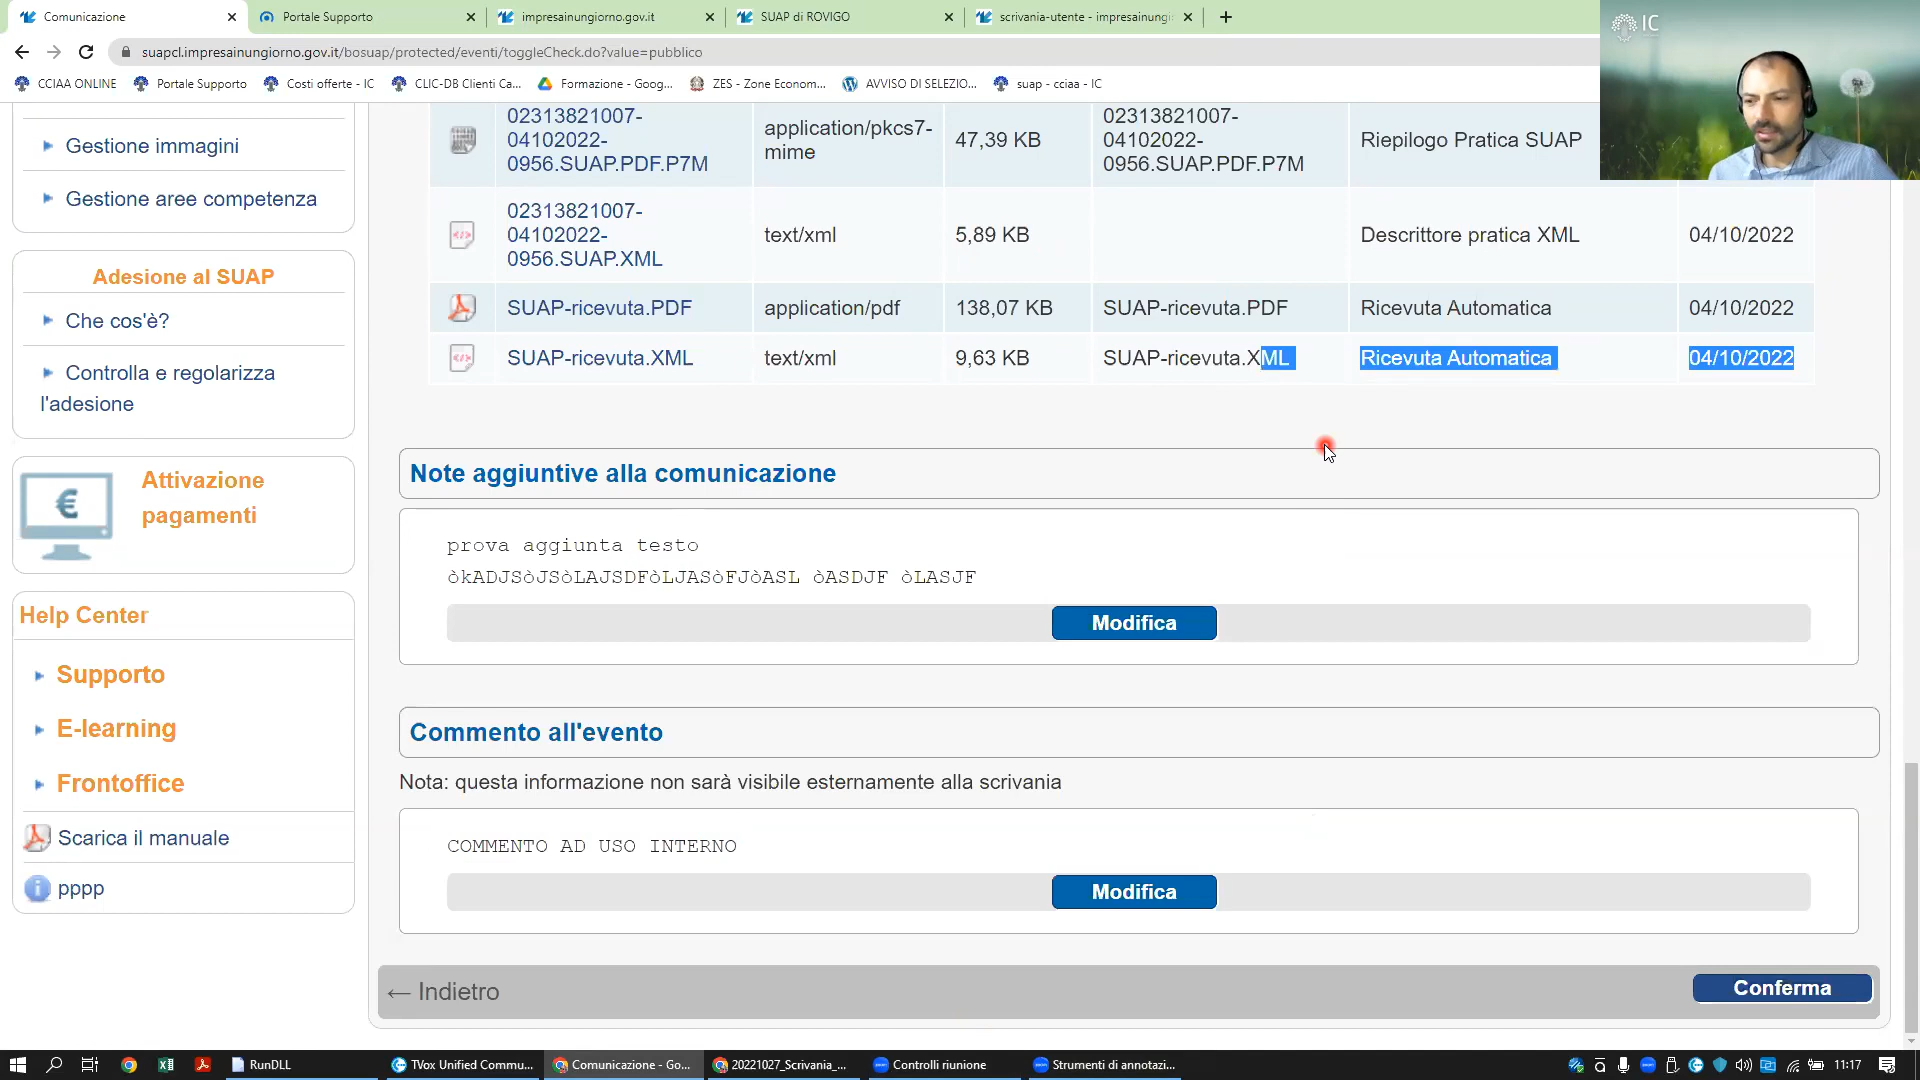 Comunicazione
Portale Supporto
impresainungiorno.gov.it
SUAP di ROVIGO
scrivania-utente - impresainungi
suapcl.impresainungiorno.gov.it/bosuap/protected/eventi/toggleCheck.do?value=pubblico
IC
CCIAA ONLINE
Portale Supporto
Costi offerte - IC
CLIC-DB Clienti Ca...
Formazione - Goog...
ZES - Zone Econom...
AVVISO DI SELEZIO...
suap - cciaa - IC
Gestione immagini
Gestione aree competenza
Adesione al SUAP
Che cos'è?
Controlla e regolarizza
l'adesione
Attivazione
pagamenti
Help Center
Supporto
E-learning
Frontoffice
Scarica il manuale
pppp
02313821007-
04102022-
0956.SUAP.PDF.P7M
application/pkcs7-
mime
47,39 KB
02313821007-
04102022-
0956.SUAP.PDF.P7M
Riepilogo Pratica SUAP
02313821007-
04102022-
0956.SUAP.XML
text/xml
5,89 KB
Descrittore pratica XML
04/10/2022
SUAP-ricevuta.PDF
application/pdf
138,07 KB
SUAP-ricevuta.PDF
Ricevuta Automatica
04/10/2022
SUAP-ricevuta.XML
text/xml
9,63 KB
SUAP-ricevuta.XML
Ricevuta Automatica
04/10/2022
Note aggiuntive alla comunicazione
prova aggiunta testo
òkADJSòJSòLAJSDFòLJASòFJòASL òASDJF òLASJF
Modifica
Commento all'evento
Nota: questa informazione non sarà visibile esternamente alla scrivania
COMMENTO AD USO INTERNO
Modifica
← Indietro
Conferma
RunDLL
TVox Unified Commu...
Comunicazione - Go...
20221027_Scrivania_...
Controlli riunione
Strumenti di annotazi...
11:17